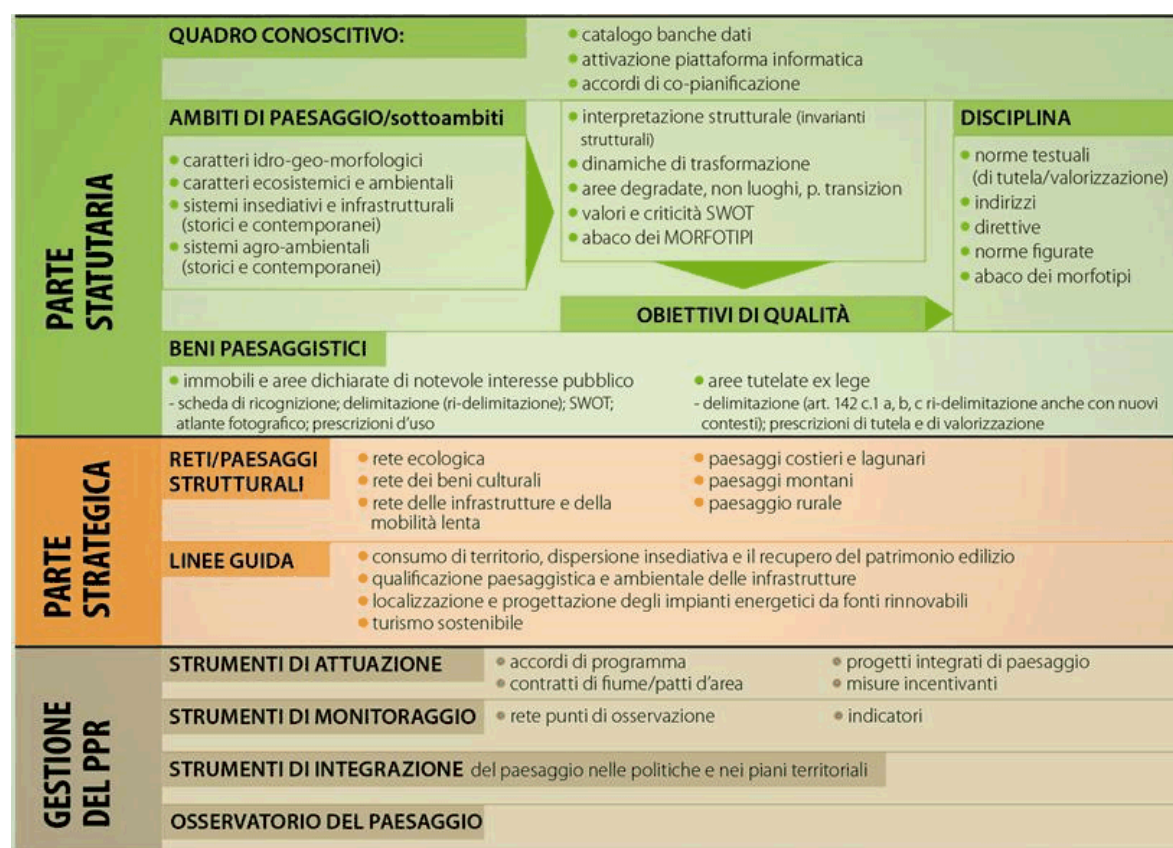 PARTE
STATUTARIA
QUADRO CONOSCITIVO:
• catalogo banche dati
• attivazione piattaforma informatica
• accordi di co-pianificazione
AMBITI DI PAESAGGIO/sottoambiti
• caratteri idro-geo-morfologici
• caratteri ecosistemici e ambientali
• sistemi insediativi e infrastrutturali
(storici e contemporanei)
• sistemi agro-ambientali
(storici e contemporanei)
• interpretazione strutturale (invarianti
strutturali)
• dinamiche di trasformazione
• aree degradate, non luoghi, p. transizion
• valori e criticità SWOT
• abaco dei MORFOTIPI
OBIETTIVI DI QUALITÀ
DISCIPLINA
• norme testuali
(di tutela/valorizzazione)
• indirizzi
• direttive
• norme figurate
• abaco dei morfotipi
BENI PAESAGGISTICI
• immobili e aree dichiarate di notevole interesse pubblico
- scheda di ricognizione; delimitazione (ri-delimitazione); SWOT;
atlante fotografico; prescrizioni d'uso
• aree tutelate ex lege
- delimitazione (art. 142 c.1 a, b, c ri-delimitazione anche con nuovi
contesti); prescrizioni di tutela e di valorizzazione
PARTE
STRATEGICA
RETI/PAESAGGI
STRUTTURALI
• rete ecologica
• rete dei beni culturali
• rete delle infrastrutture e della
mobilità lenta
• paesaggi costieri e lagunari
• paesaggi montani
• paesaggio rurale
LINEE GUIDA
• consumo di territorio, dispersione insediativa e il recupero del patrimonio edilizio
• qualificazione paesaggistica e ambientale delle infrastrutture
• localizzazione e progettazione degli impianti energetici da fonti rinnovabili
• turismo sostenibile
GESTIONE
DEL PPR
STRUMENTI DI ATTUAZIONE
• accordi di programma
• contratti di fiume/patti d'area
• progetti integrati di paesaggio
• misure incentivanti
STRUMENTI DI MONITORAGGIO
• rete punti di osservazione
• indicatori
STRUMENTI DI INTEGRAZIONE del paesaggio nelle politiche e nei piani territoriali
OSSERVATORIO DEL PAESAGGIO